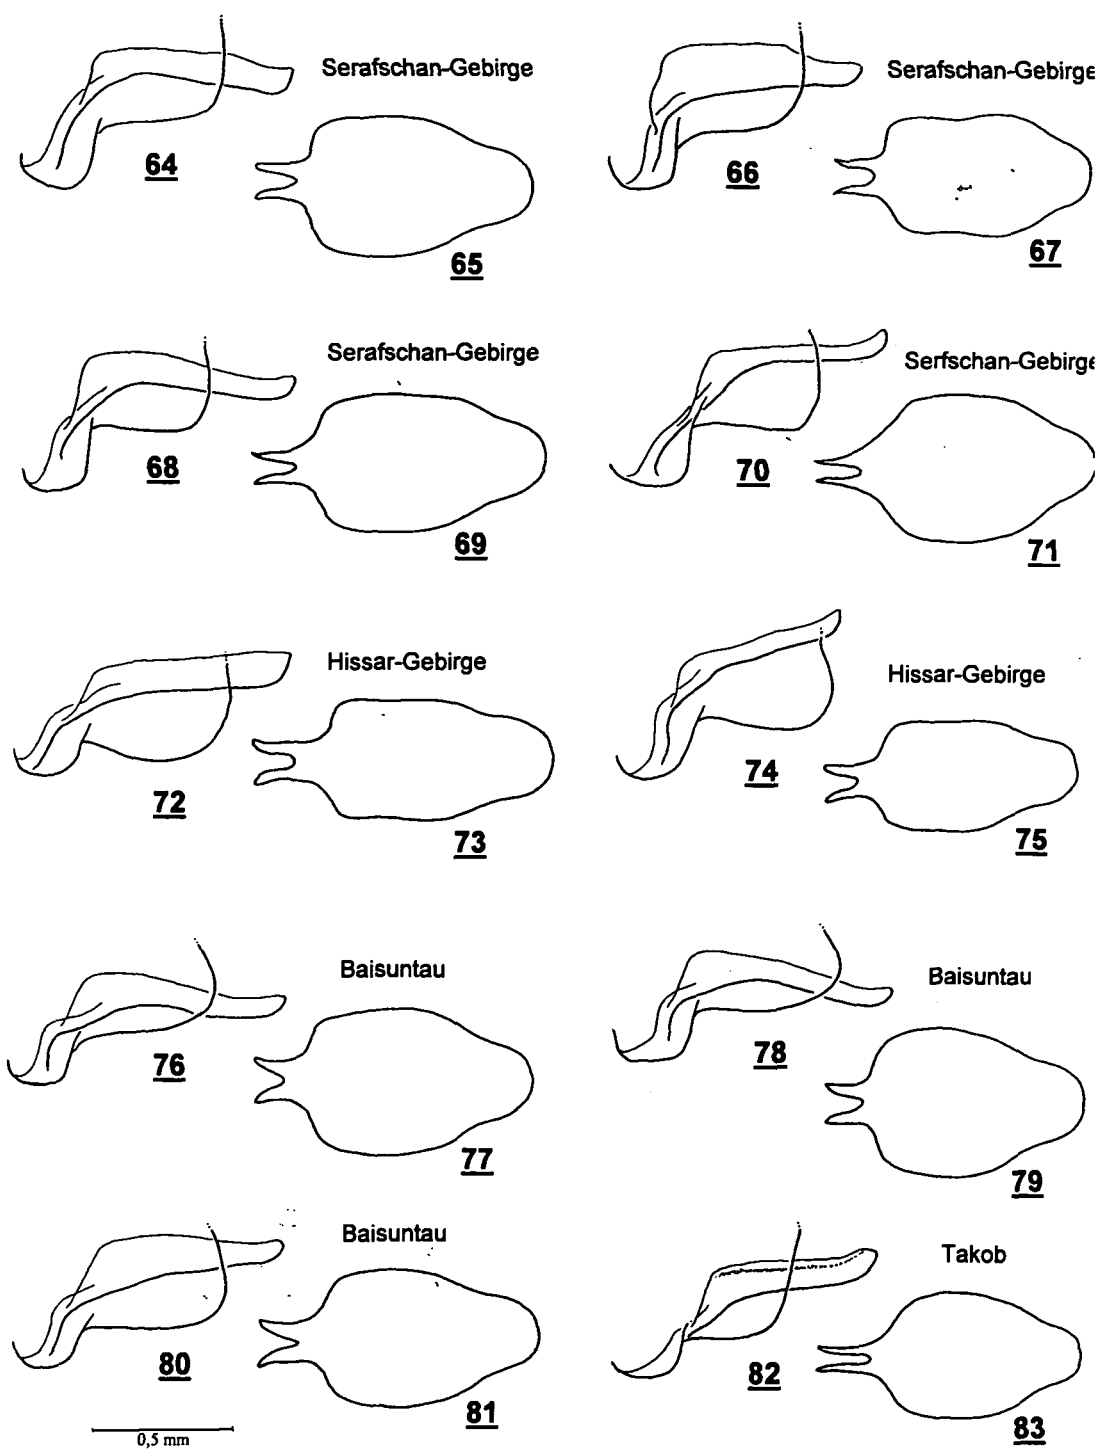 Serafschan-Gebirge
Serafschan-Gebirge
64
66
65
67
Serafschan-Gebirge
Serfschan-Gebirge
68
70
69
71
Hissar-Gebirge
Hissar-Gebirge
72
74
73
75
Baisuntau
Baisuntau
76
78
77
79
Baisuntau
Takob
80
82
81
83
0,5 mm